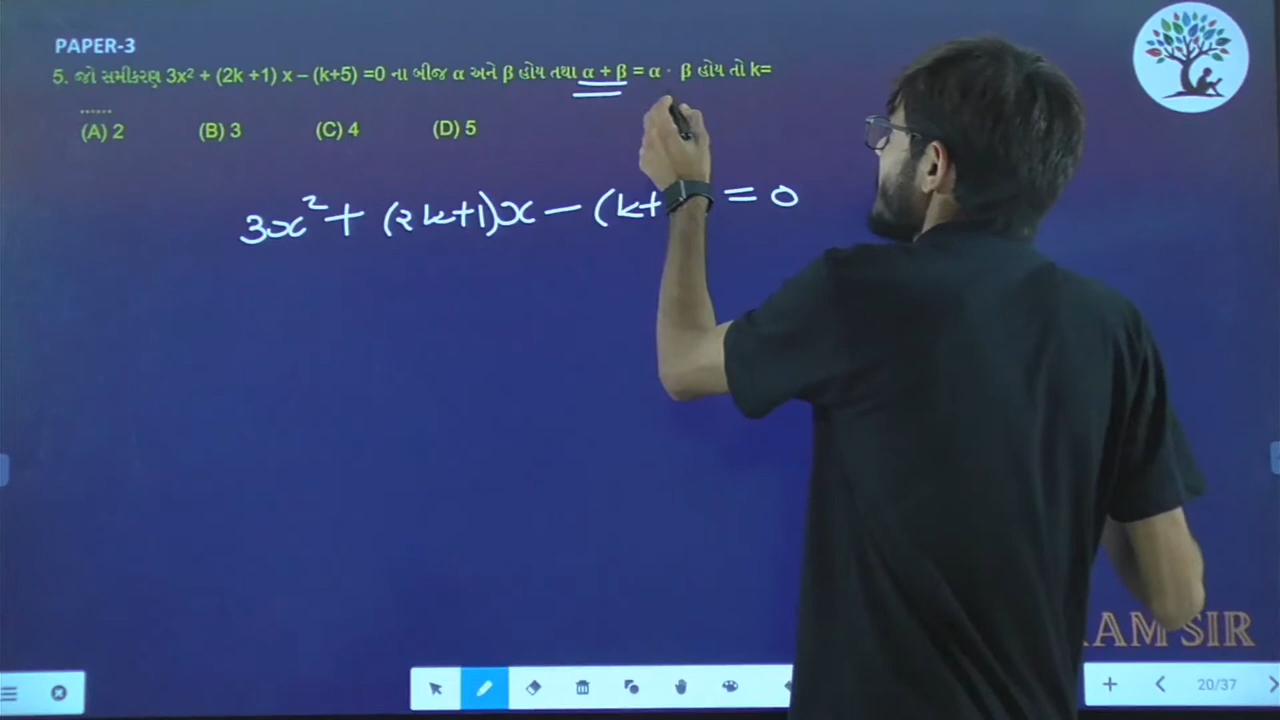 PAPER-3
5. જો સમીકરણ 3x² + (2k +1) x – (k+5) =0 ના બીજ α અને β હોય તથા α + β = α · β હોય તો k=
......
(A) 2 (B) 3 (C) 4 (D) 5
3x² + (2k+1)x – (k+ = 0
RAM SIR
20/37